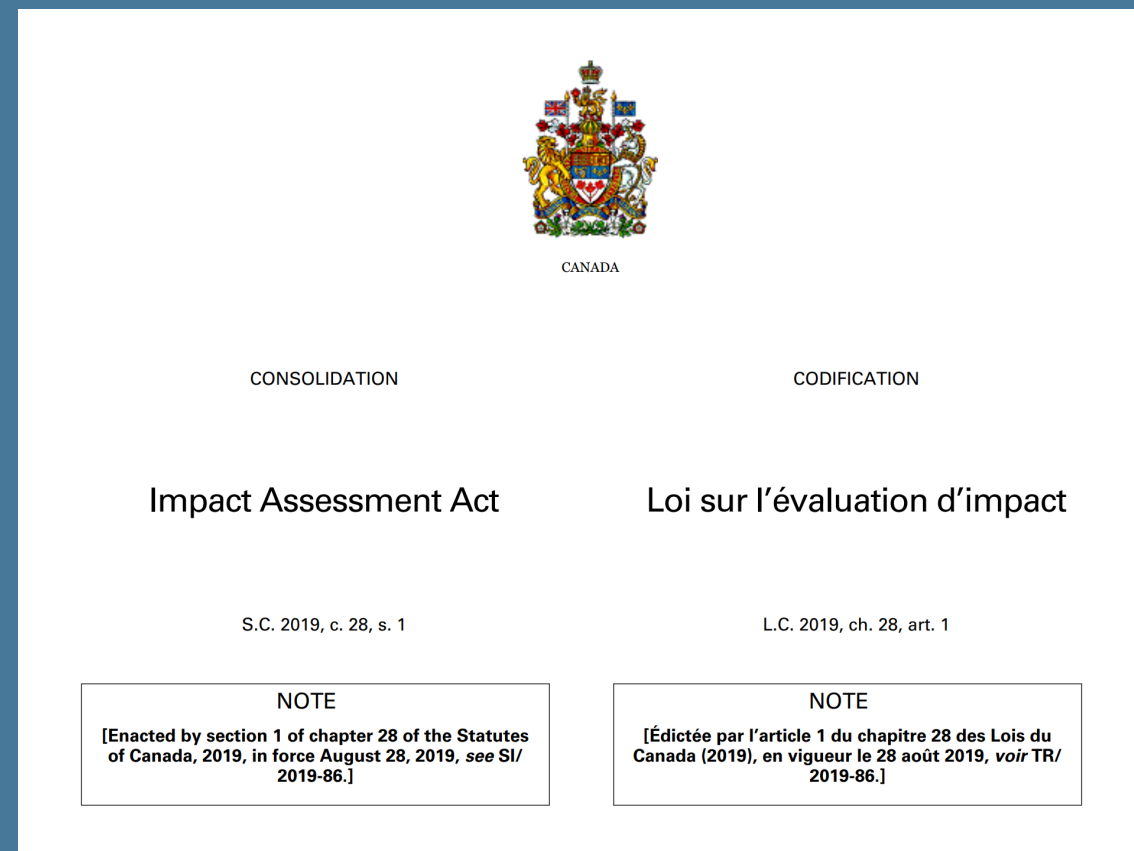 CANADA
CONSOLIDATION
CODIFICATION
Impact Assessment Act
Loi sur l’évaluation d’impact
S.C. 2019, c. 28, s. 1
L.C. 2019, ch. 28, art. 1
NOTE
[Enacted by section 1 of chapter 28 of the Statutes
of Canada, 2019, in force August 28, 2019, see SI/
2019-86.]
NOTE
[Édictée par l’article 1 du chapitre 28 des Lois du
Canada (2019), en vigueur le 28 août 2019, voir TR/
2019-86.]